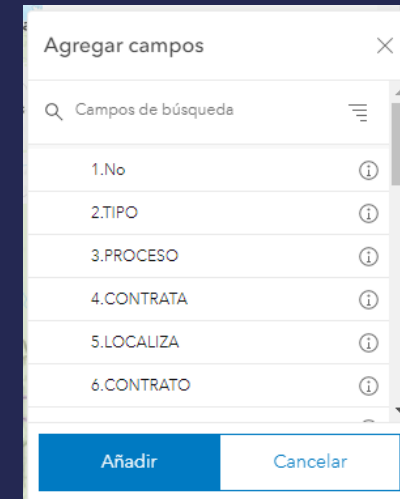 Agregar campos
Campos de búsqueda
1.No
2.TIPO
3.PROCESO
4.CONTRATA
5.LOCALIZA
6.CONTRATO
Añadir
Cancelar